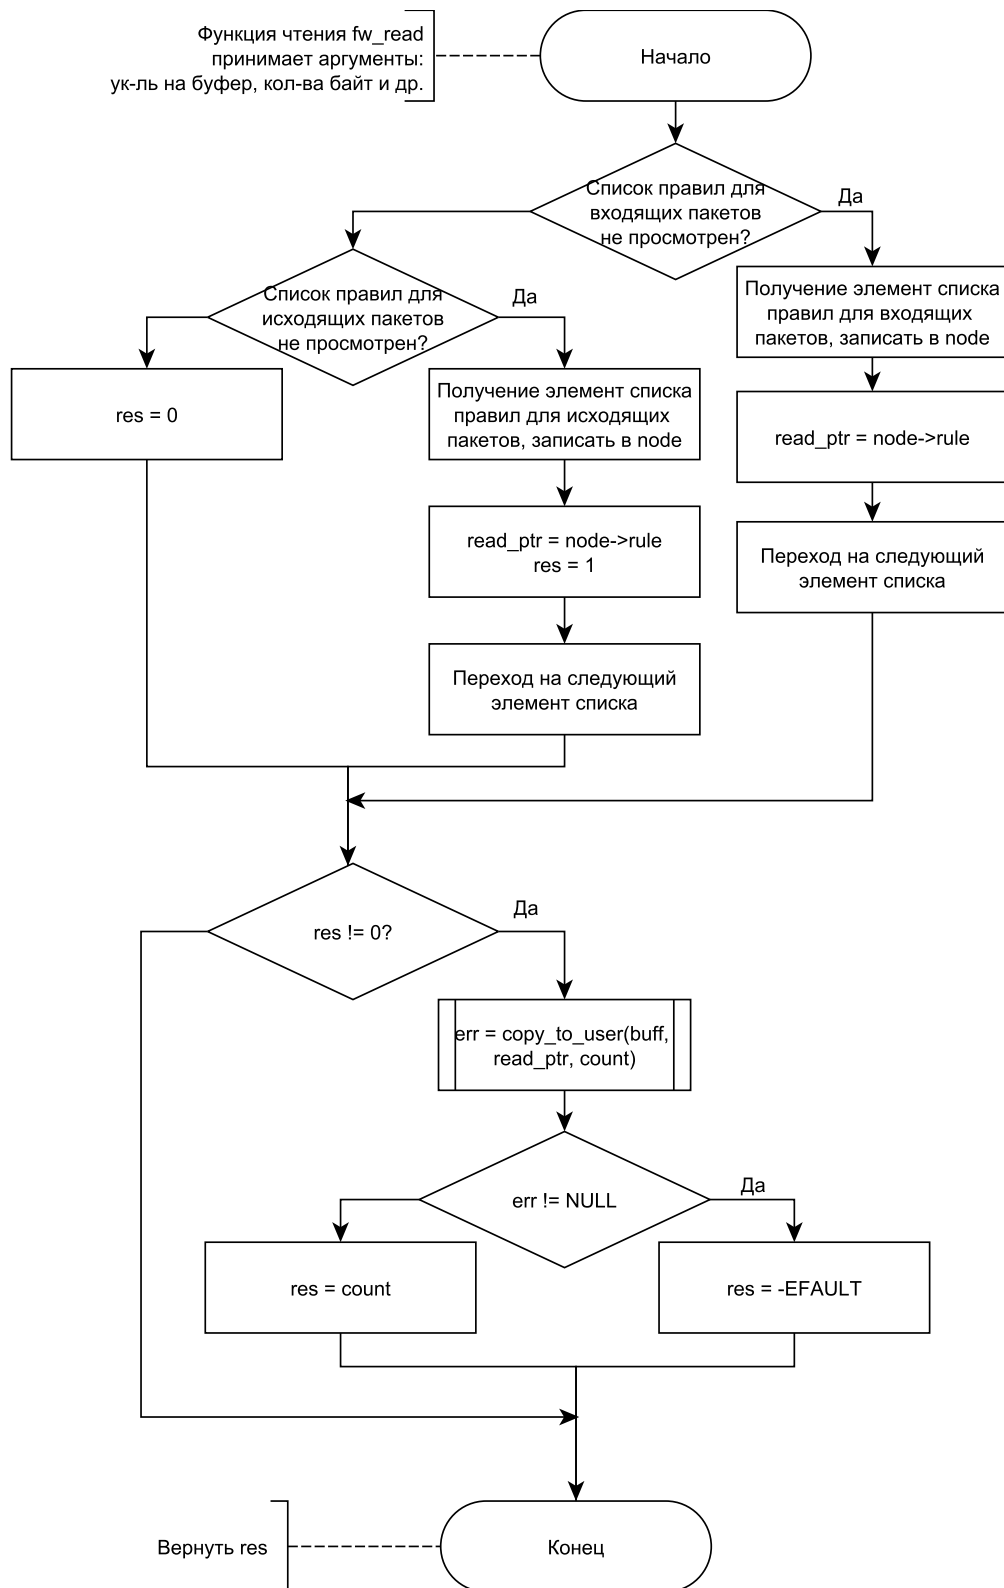 Функция чтения fw_read
принимает аргументы:
ук-ль на буфер, кол-ва байт и др.
Начало
Список правил для
входящих пакетов
не просмотрен?
Да
Список правил для
исходящих пакетов
не просмотрен?
Да
Получение элемент списка
правил для входящих
пакетов, записать в node
res = 0
Получение элемент списка
правил для исходящих
пакетов, записать в node
read_ptr = node->rule
read_ptr = node->rule
res = 1
Переход на следующий
элемент списка
Переход на следующий
элемент списка
res != 0?
Да
err = copy_to_user(buff,
read_ptr, count)
err != NULL
Да
res = count
res = -EFAULT
Вернуть res
Конец